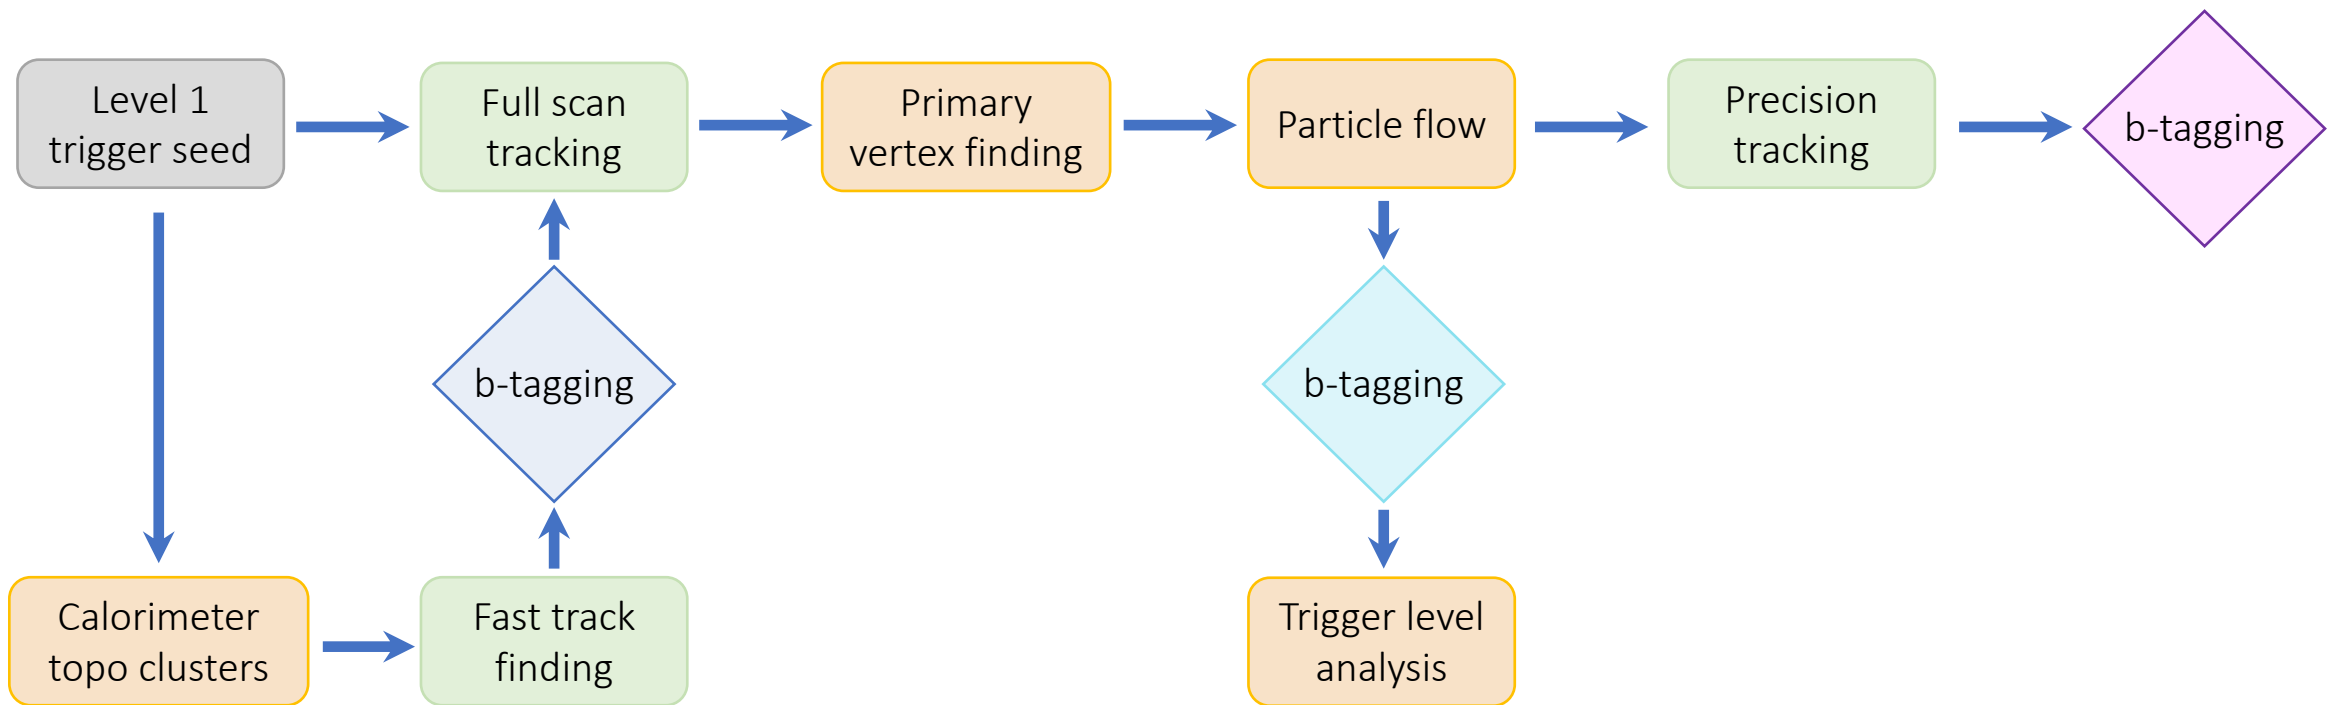 Level 1
trigger seed
Full scan
tracking
Primary
vertex finding
Particle flow
Precision
tracking
b-tagging
b-tagging
b-tagging
Calorimeter
topo clusters
Fast track
finding
Trigger level
analysis